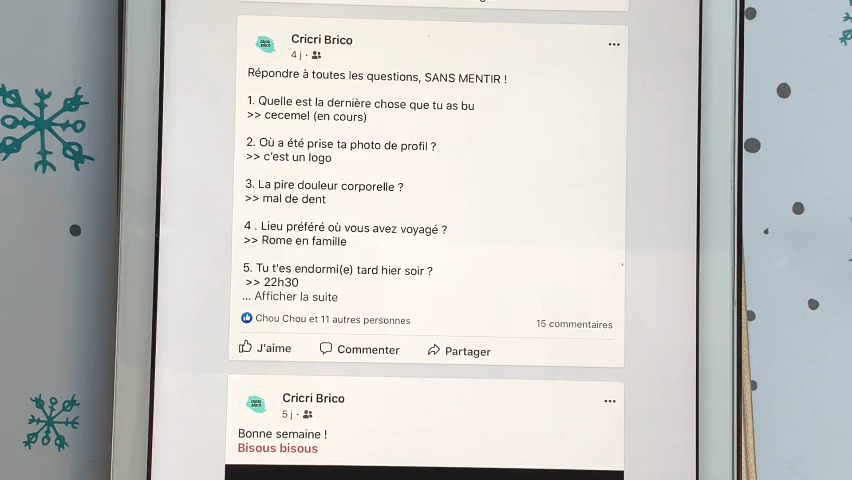 Cricri Brico
4 j ·
Répondre à toutes les questions, SANS MENTIR !
1. Quelle est la dernière chose que tu as bu
>> cecemel (en cours)
2. Où a été prise ta photo de profil ?
>> c'est un logo
3. La pire douleur corporelle ?
>> mal de dent
4 . Lieu préféré où vous avez voyagé ?
>> Rome en famille
5. Tu t'es endormi(e) tard hier soir ?
>> 22h30
... Afficher la suite
Chou Chou et 11 autres personnes
15 commentaires
J'aime
Commenter
Partager
Cricri Brico
5 j ·
Bonne semaine !
Bisous bisous